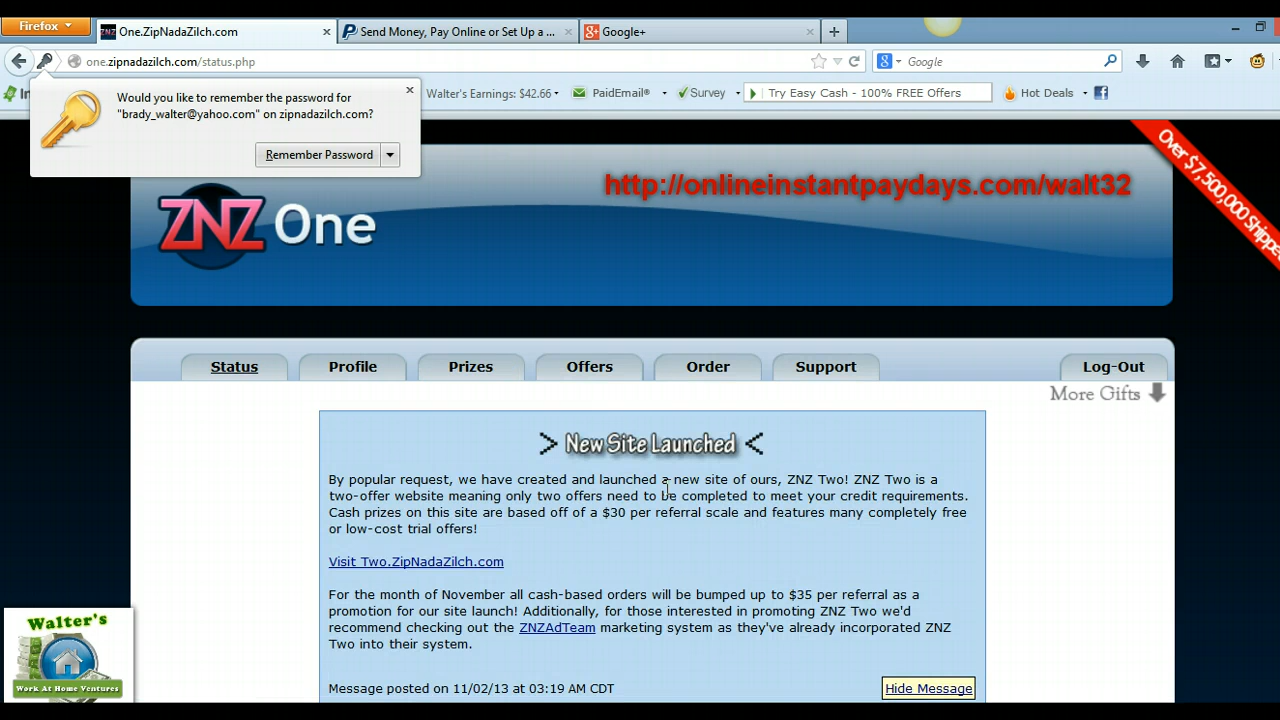 Firefox
One.ZipNadaZilch.com
Send Money, Pay Online or Set Up a ...
Google+
one.zipnadazilch.com/status.php
Google
Would you like to remember the password for
"brady_walter@yahoo.com" on zipnadazilch.com?
Remember Password
Walter's Earnings: $42.66
PaidEmail®
Survey
Try Easy Cash - 100% FREE Offers
Hot Deals
Over $7,500,000 Shippe
http://onlineinstantpaydays.com/walt32
ZNZ One
Status
Profile
Prizes
Offers
Order
Support
Log-Out
More Gifts
> New Site Launched <
By popular request, we have created and launched a new site of ours, ZNZ Two! ZNZ Two is a
two-offer website meaning only two offers need to be completed to meet your credit requirements.
Cash prizes on this site are based off of a $30 per referral scale and features many completely free
or low-cost trial offers!
Visit Two.ZipNadaZilch.com
For the month of November all cash-based orders will be bumped up to $35 per referral as a
promotion for our site launch! Additionally, for those interested in promoting ZNZ Two we'd
recommend checking out the ZNZAdTeam marketing system as they've already incorporated ZNZ
Two into their system.
Message posted on 11/02/13 at 03:19 AM CDT
Hide Message
Walter's
Work At Home Ventures